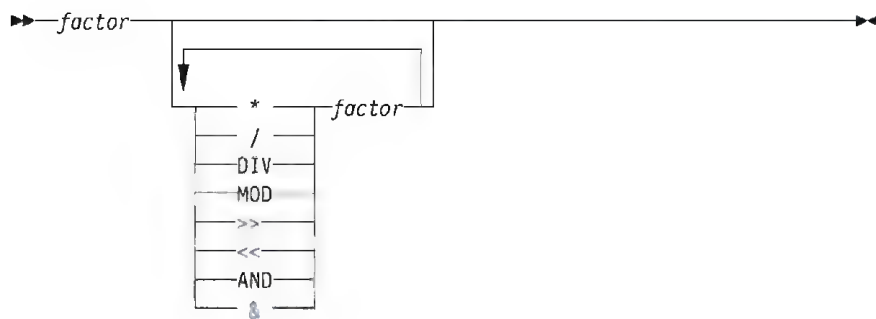 factor
* factor
/
DIV
MOD
>>
<<
AND
&